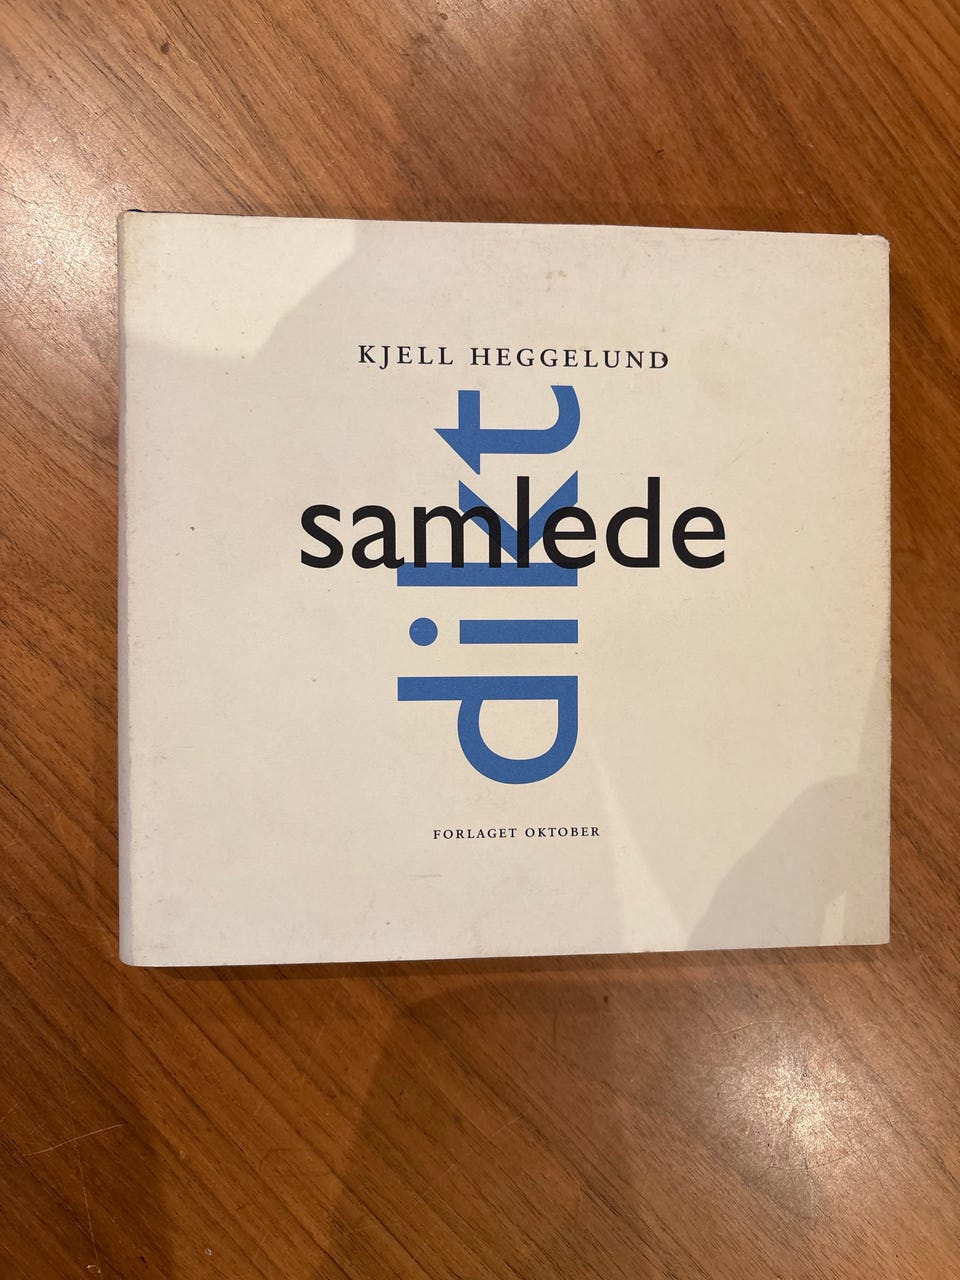 KJELL HEGGELUND
samlede
dikt
FORLAGET OKTOBER